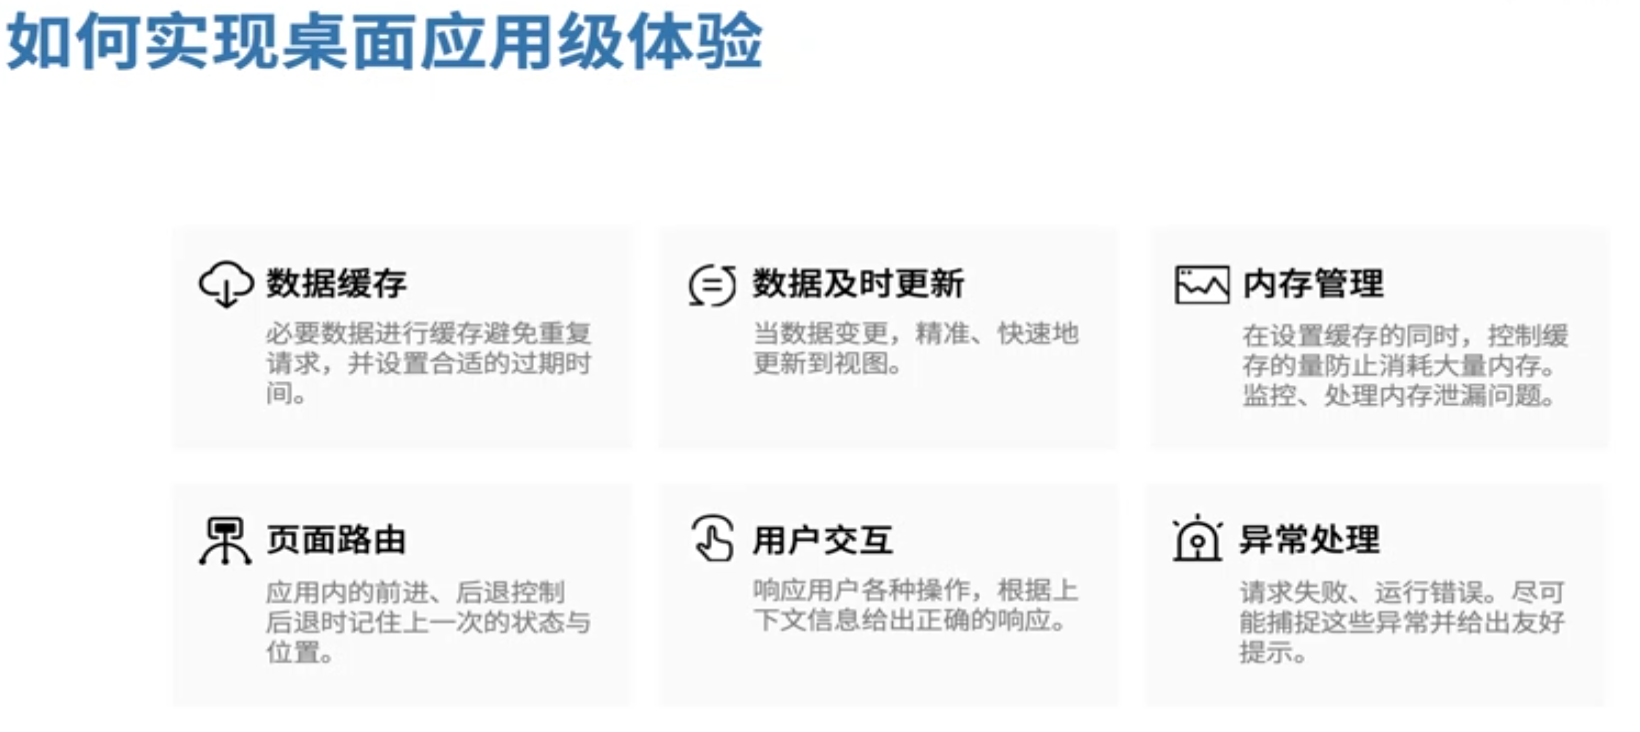 如何实现桌面应用级体验
数据缓存
必要数据进行缓存避免重复
请求，并设置合适的过期时
间。
数据及时更新
当数据变更，精准、快速地
更新到视图。
内存管理
在设置缓存的同时，控制缓
存的量防止消耗大量内存。
监控、处理内存泄漏问题。
页面路由
应用内的前进、后退控制
后退时记住上一次的状态与
位置。
用户交互
响应用户各种操作，根据上
下文信息给出正确的响应。
异常处理
请求失败、运行错误。尽可
能捕捉这些异常并给出友好
提示。